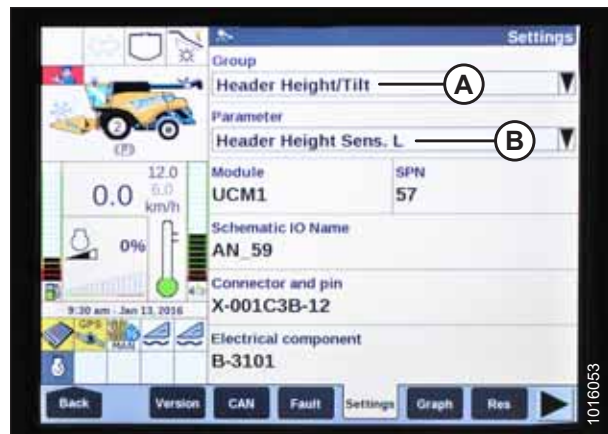 Settings
Group
Header Height/Tilt
A
Parameter
Header Height Sens. L
B
Module
SPN
UCM1
57
Schematic IO Name
AN_59
Connector and pin
X-001C3B-12
Electrical component
B-3101
2
(P)
12.0
0.0
6.0
km/h
0%
9:30 am - Jan 13, 2016
GPS
MAN
Back
Version
CAN
Fault
Settings
Graph
Res
1016053